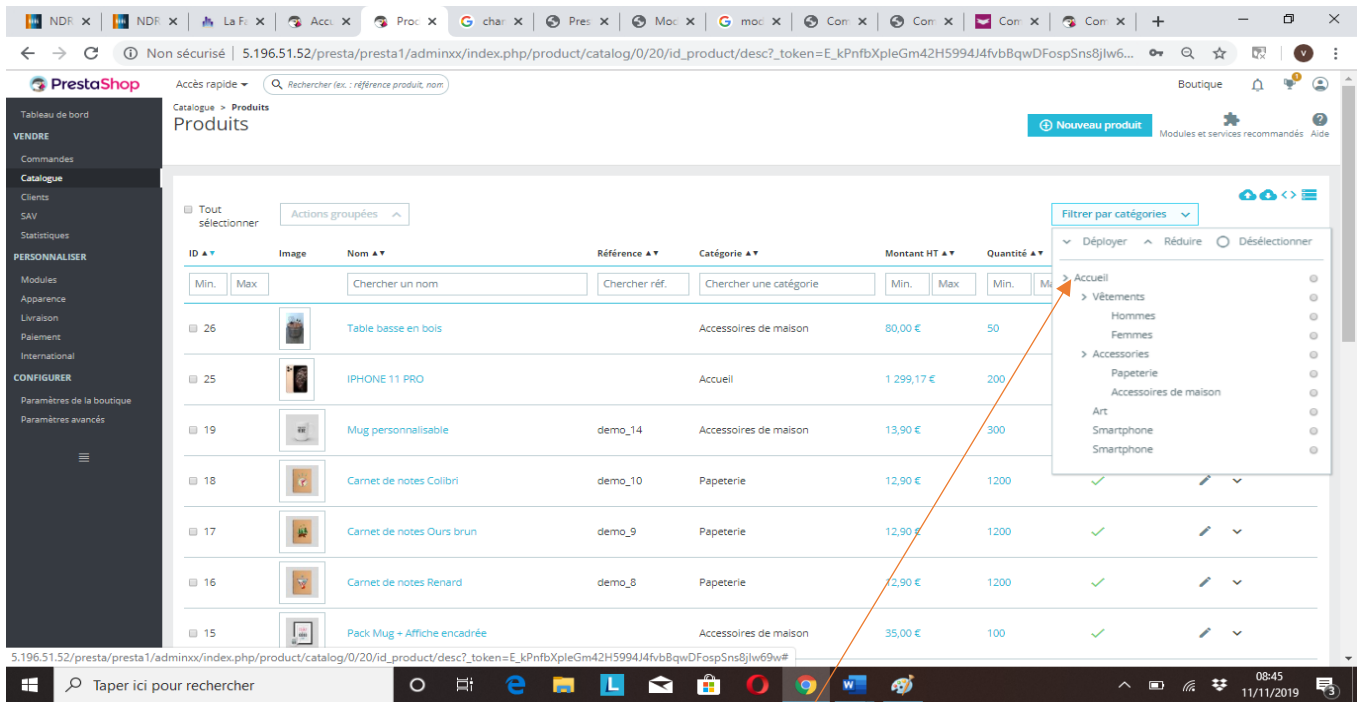 NDR
NDR
La Fa
Accu
Proc
char
Pres
Mod
mod
Com
Com
Com
Com
Non sécurisé | 5.196.51.52/presta/presta1/adminxx/index.php/product/catalog/0/20/id_product/desc?_token=E_kPnfbXpleGm42H5994J4fvbBqwDFospSns8jlw6...
V
PrestaShop
Accès rapide
Rechercher (ex. : référence produit, nom
Boutique
Tableau de bord
VENDRE
Commandes
Catalogue
Clients
SAV
Statistiques
PERSONNALISER
Modules
Apparence
Livraison
Paiement
International
CONFIGURER
Paramètres de la boutique
Paramètres avancés
Catalogue > Produits
Produits
Nouveau produit
Modules et services recommandés
Aide
Tout sélectionner
Actions groupées
Filtrer par catégories
Déployer Réduire Désélectionner
Accueil
Vêtements
Hommes
Femmes
Accessories
Papeterie
Accessoires de maison
Art
Smartphone
Smartphone
ID Image Nom Référence Catégorie Montant HT Quantité
Min. Max Chercher un nom Chercher réf. Chercher une catégorie Min. Max Min. M
26 Table basse en bois Accessoires de maison 80,00 € 50
25 IPHONE 11 PRO Accueil 1 299,17 € 200
19 Mug personnalisable demo_14 Accessoires de maison 13,90 € 300
18 Carnet de notes Colibri demo_10 Papeterie 12,90 € 1200
17 Carnet de notes Ours brun demo_9 Papeterie 12,90 € 1200
16 Carnet de notes Renard demo_8 Papeterie 12,90 € 1200
15 Pack Mug + Affiche encadrée Accessoires de maison 35,00 € 100
5.196.51.52/presta/presta1/adminxx/index.php/product/catalog/0/20/id_product/desc?_token=E_kPnfbXpleGm42H5994J4fvbBqwDFospSns8jlw69w#
Taper ici pour rechercher
08:45
11/11/2019
3